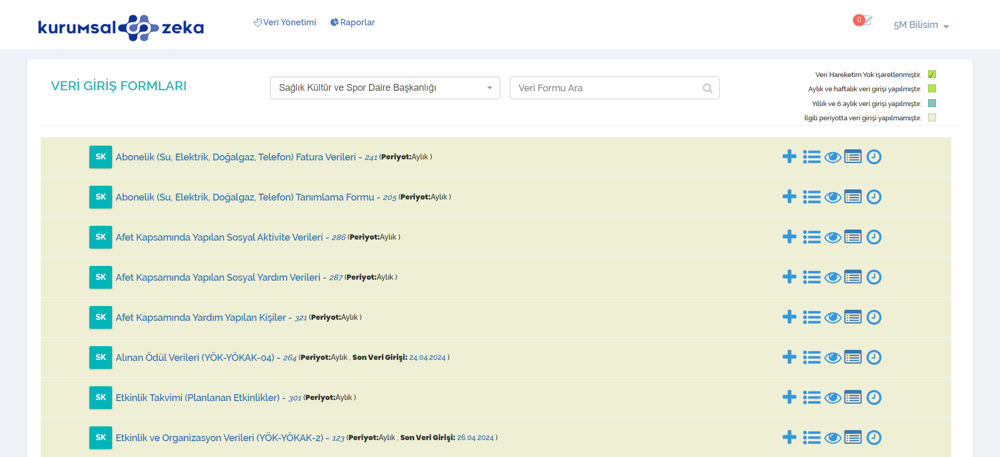 kurumsal zeka
Veri Yönetimi
Raporlar
0
5M Bilisim
VERİ GİRİŞ FORMLARI
Sağlık Kültür ve Spor Daire Başkanlığı
Veri Formu Ara
Veri Hareketim Yok işaretlenmiştir.
Aylık ve haftalık veri girişi yapılmıştır.
Yıllık ve 6 aylık veri girişi yapılmıştır.
İlgili periyotta veri girişi yapılmamıştır.
SK Abonelik (Su, Elektrik, Doğalgaz, Telefon) Fatura Verileri - 241 (Periyot:Aylık )
SK Abonelik (Su, Elektrik, Doğalgaz, Telefon) Tanımlama Formu - 205 (Periyot:Aylık )
SK Afet Kapsamında Yapılan Sosyal Aktivite Verileri - 286 (Periyot:Aylık )
SK Afet Kapsamında Yapılan Sosyal Yardım Verileri - 287 (Periyot:Aylık )
SK Afet Kapsamında Yardım Yapılan Kişiler - 321 (Periyot:Aylık )
SK Alınan Ödül Verileri (YÖK-YÖKAK-04) - 264 (Periyot:Aylık , Son Veri Girişi: 24.04.2024 )
SK Etkinlik Takvimi (Planlanan Etkinlikler) - 301 (Periyot:Aylık )
SK Etkinlik ve Organizasyon Verileri (YÖK-YÖKAK-2) - 123 (Periyot:Aylık , Son Veri Girişi: 26.04.2024 )